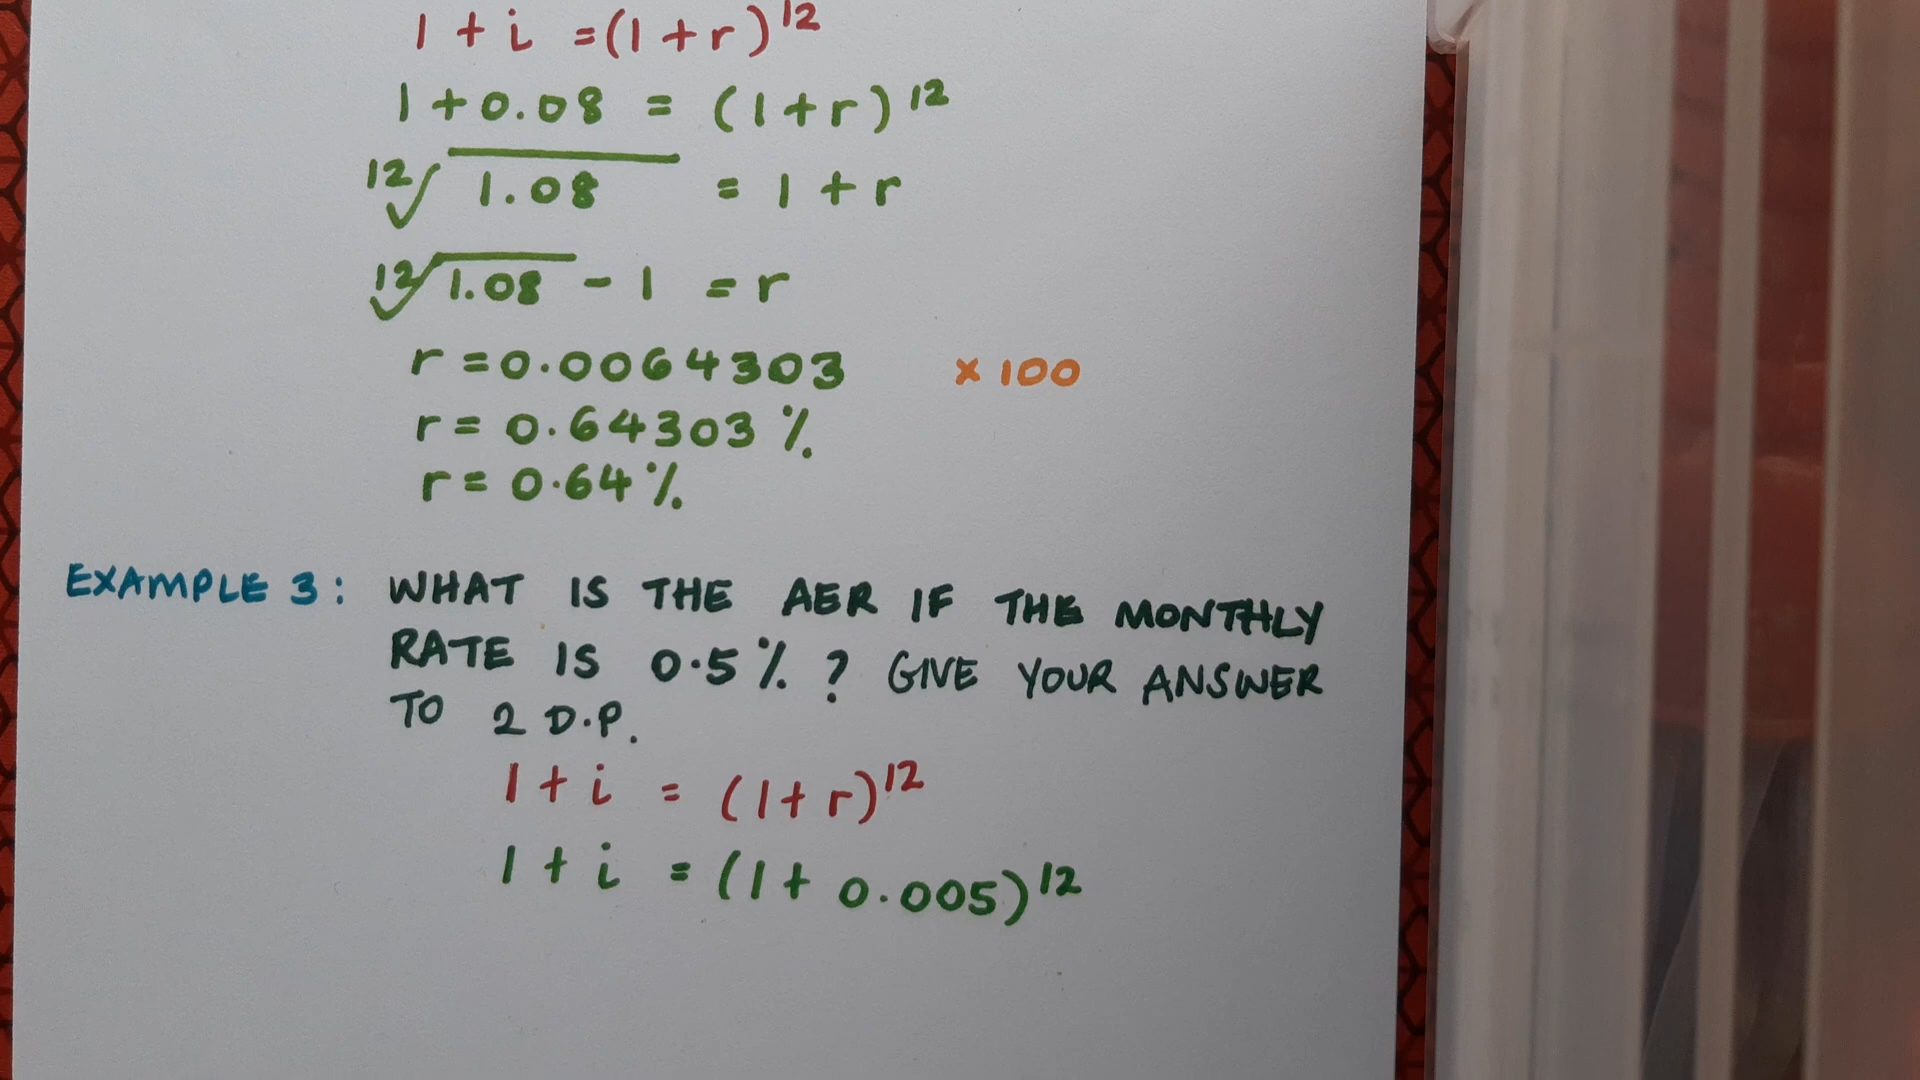 1 + i = (1 + r)¹²
1 + 0.08 = (1 + r)¹²
¹²√1.08 = 1 + r
¹²√1.08 - 1 = r
r = 0.0064303 × 100
r = 0.64303 %
r = 0.64 %
EXAMPLE 3: WHAT IS THE AER IF THE MONTHLY
RATE IS 0.5% ? GIVE YOUR ANSWER
TO 2 D.P.
1 + i = (1 + r)¹²
1 + i = (1 + 0.005)¹²